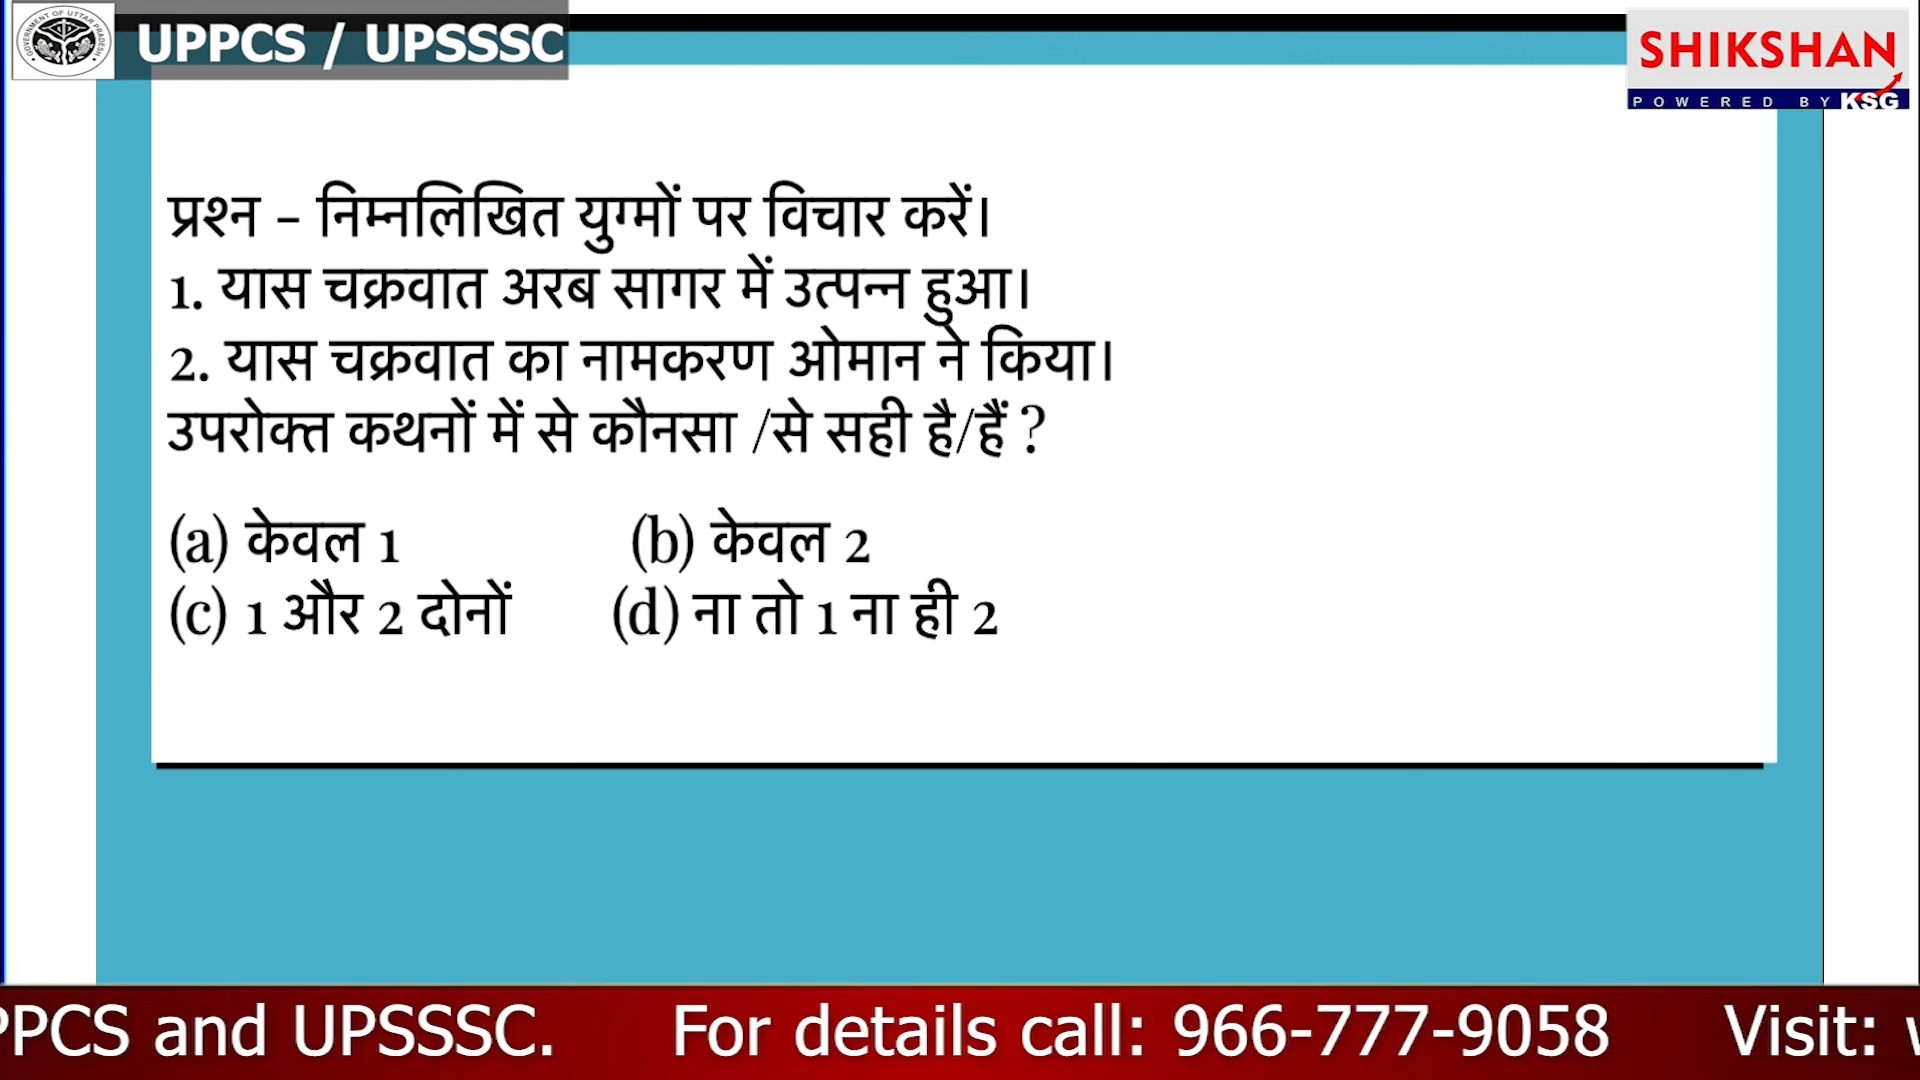 UPPCS / UPSSSC
SHIKSHAN
POWERED BY KSG
प्रश्न – निम्नलिखित युग्मों पर विचार करें।
1. यास चक्रवात अरब सागर में उत्पन्न हुआ।
2. यास चक्रवात का नामकरण ओमान ने किया।
उपरोक्त कथनों में से कौनसा /से सही है/हैं ?
(a) केवल 1 (b) केवल 2
(c) 1 और 2 दोनों (d) ना तो 1 ना ही 2
PPCS and UPSSSC. For details call: 966-777-9058 Visit: